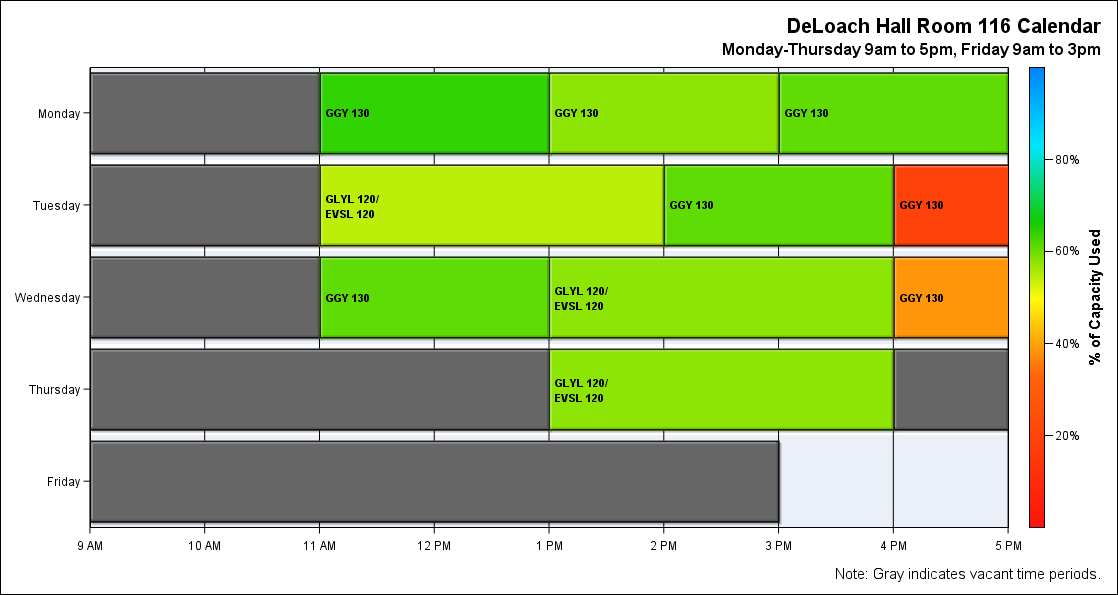 DeLoach Hall Room 116 Calendar
Monday-Thursday 9am to 5pm, Friday 9am to 3pm
Monday
GGY 130
GGY 130
GGY 130
Tuesday
GLYL 120/
EVSL 120
GGY 130
GGY 130
Wednesday
GGY 130
GLYL 120/
EVSL 120
GGY 130
Thursday
GLYL 120/
EVSL 120
Friday
9 AM
10 AM
11 AM
12 PM
1 PM
2 PM
3 PM
4 PM
5 PM
80%
60%
40%
20%
% of Capacity Used
Note: Gray indicates vacant time periods.